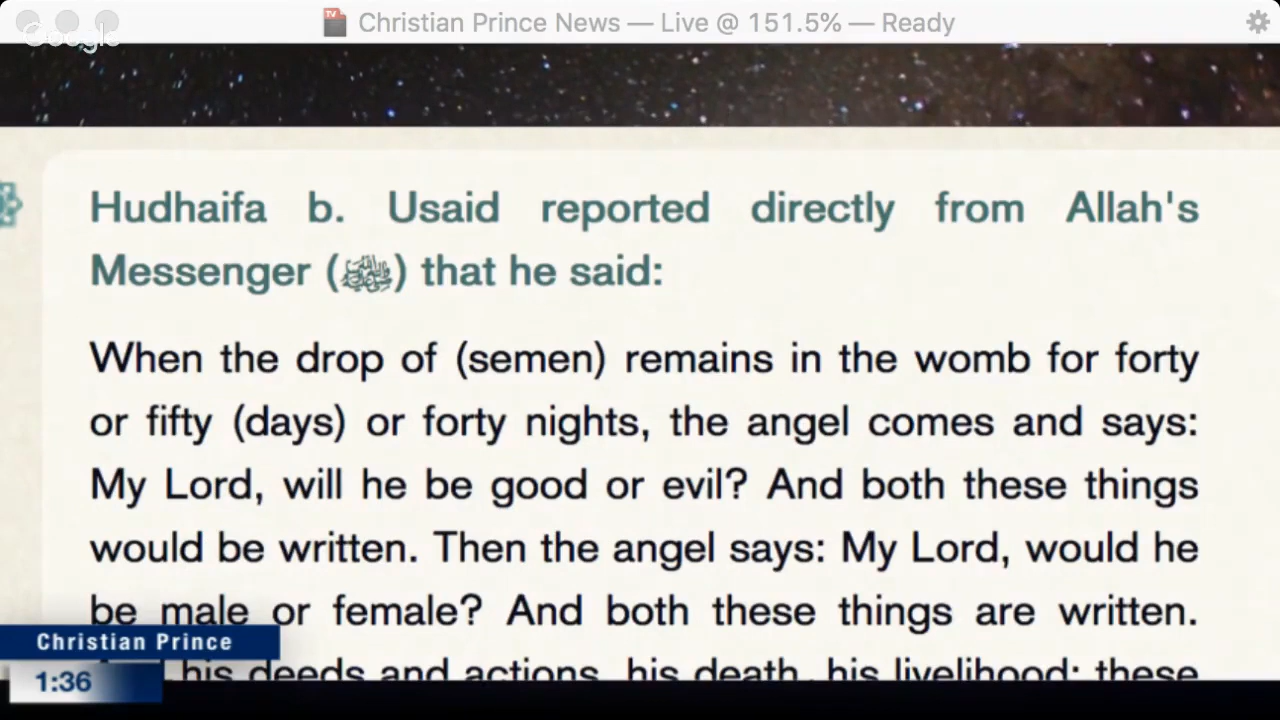 Christian Prince News — Live @ 151.5% — Ready
Google
Hudhaifa b. Usaid reported directly from Allah's
Messenger (ﷺ) that he said:
When the drop of (semen) remains in the womb for forty
or fifty (days) or forty nights, the angel comes and says:
My Lord, will he be good or evil? And both these things
would be written. Then the angel says: My Lord, would he
be male or female? And both these things are written.
his deeds and actions, his death, his livelihood; these
Christian Prince
1:36